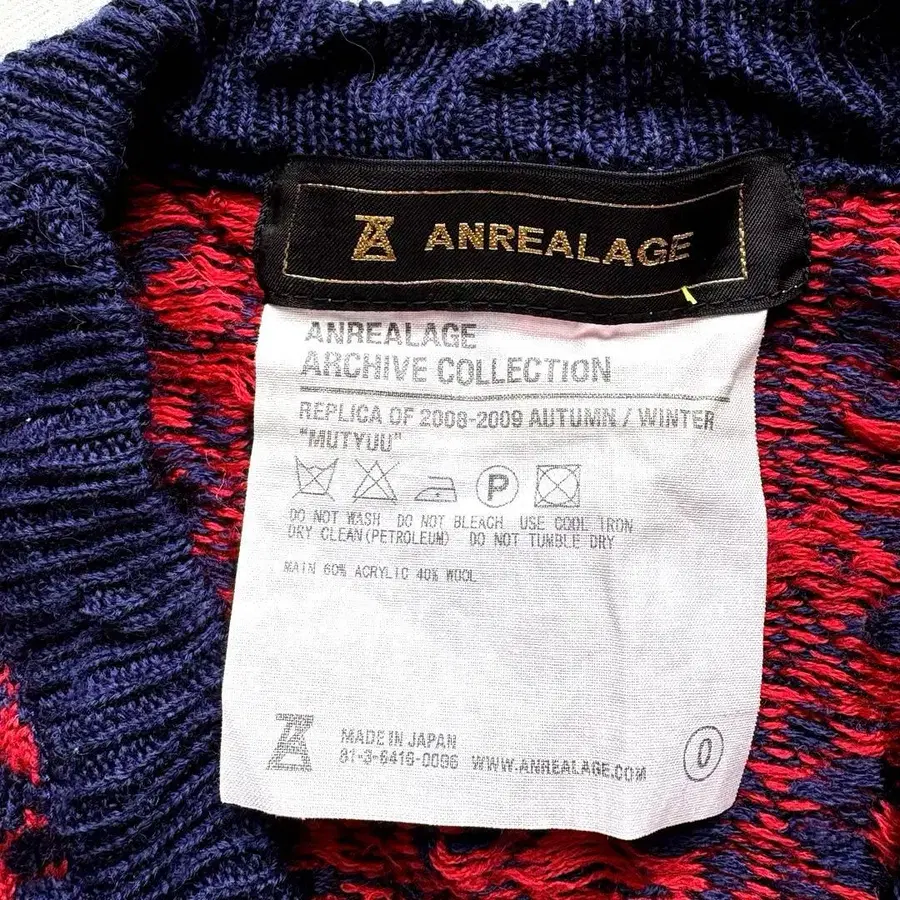 ANREALAGE
ANREALAGE
ARCHIVE COLLECTION
REPLICA OF 2008-2009 AUTUMN / WINTER
"MUTYUU"
P
DO NOT WASH DO NOT BLEACH USE COOL IRON
DRY CLEAN(PETROLEUM) DO NOT TUMBLE DRY
MAIN 60% ACRYLIC 40% WOOL
MADE IN JAPAN
81-3-6416-0096 WWW.ANREALAGE.COM
0